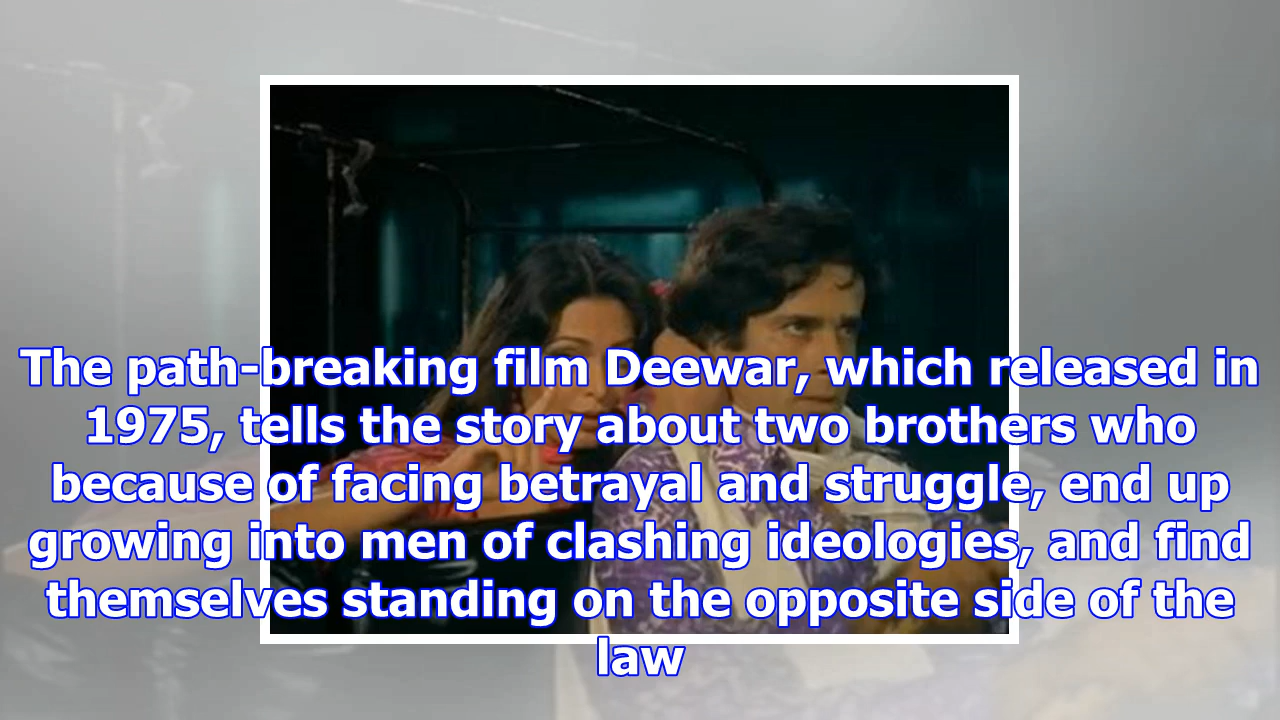 The path-breaking film Deewar, which released in
1975, tells the story about two brothers who
because of facing betrayal and struggle, end up
growing into men of clashing ideologies, and find
themselves standing on the opposite side of the
law